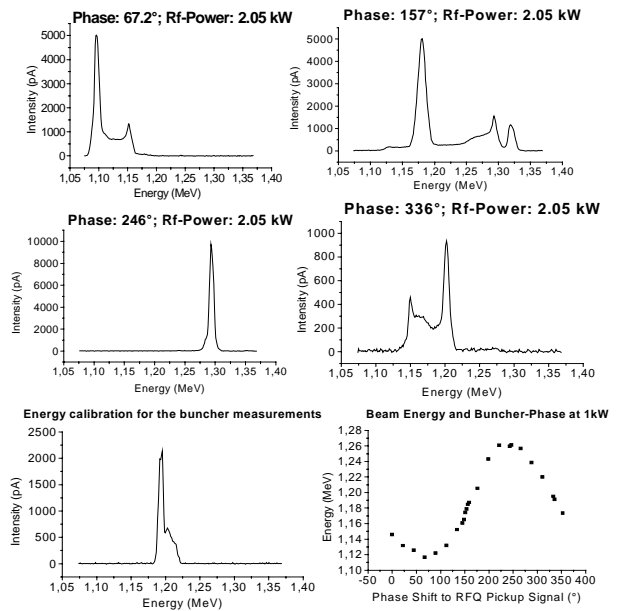 Phase: 67.2°; Rf-Power: 2.05 kW
5000
4000
3000
2000
1000
0
Intensity (pA)
1,05 1,10 1,15 1,20 1,25 1,30 1,35 1,40
Energy (MeV)
Phase: 157°; Rf-Power: 2.05 kW
5000
4000
3000
2000
1000
0
Intensity (pA)
1,05 1,10 1,15 1,20 1,25 1,30 1,35 1,40
Energy (MeV)
Phase: 246°; Rf-Power: 2.05 kW
10000
8000
6000
4000
2000
0
Intensity (pA)
1,05 1,10 1,15 1,20 1,25 1,30 1,35 1,40
Energy (MeV)
Phase: 336°; Rf-Power: 2.05 kW
1000
800
600
400
200
0
Intensity (pA)
1,05 1,10 1,15 1,20 1,25 1,30 1,35 1,40
Energy (MeV)
Energy calibration for the buncher measurements
2500
2000
1500
1000
500
0
Intensity (pA)
1,05 1,10 1,15 1,20 1,25 1,30 1,35 1,40
Energy (MeV)
Beam Energy and Buncher-Phase at 1kW
1,28
1,26
1,24
1,22
1,20
1,18
1,16
1,14
1,12
1,10
Energy (MeV)
-50 0 50 100 150 200 250 300 350 400
Phase Shift to RFQ Pickup Signal (°)